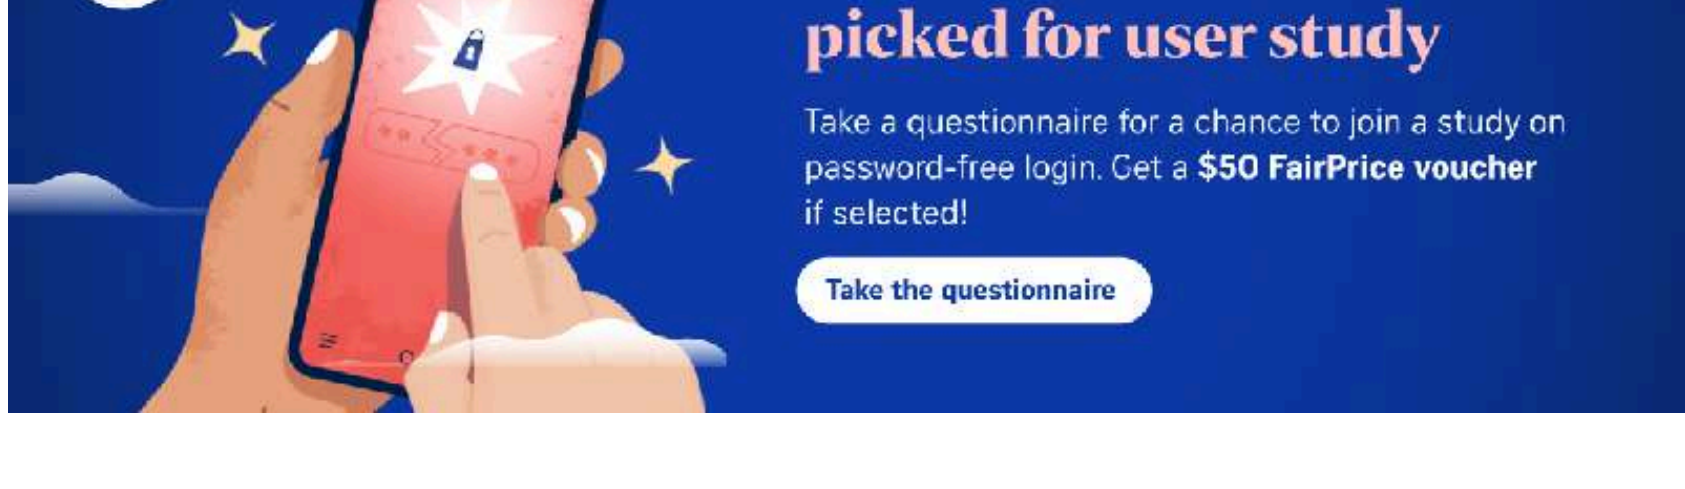 picked for user study
Take a questionnaire for a chance to join a study on
password-free login. Get a $50 FairPrice voucher
if selected!
Take the questionnaire